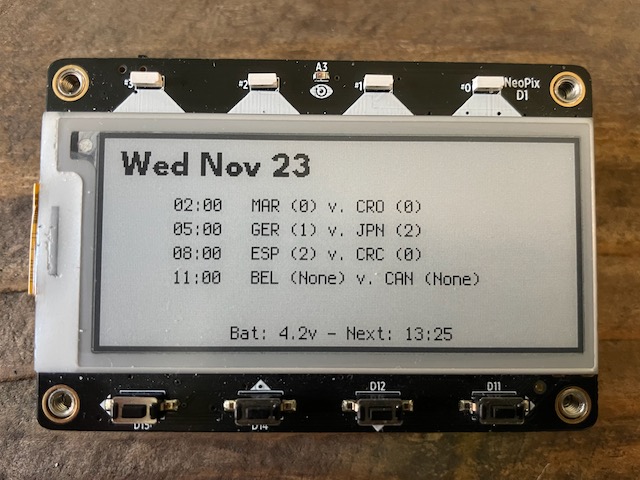 A3
#3
#2
#1
#0
NeoPix
D1
Wed Nov 23
02:00 MAR (0) v. CRO (0)
05:00 GER (1) v. JPN (2)
08:00 ESP (2) v. CRC (0)
11:00 BEL (None) v. CAN (None)
Bat: 4.2v - Next: 13:25
D15
D14
D12
D11